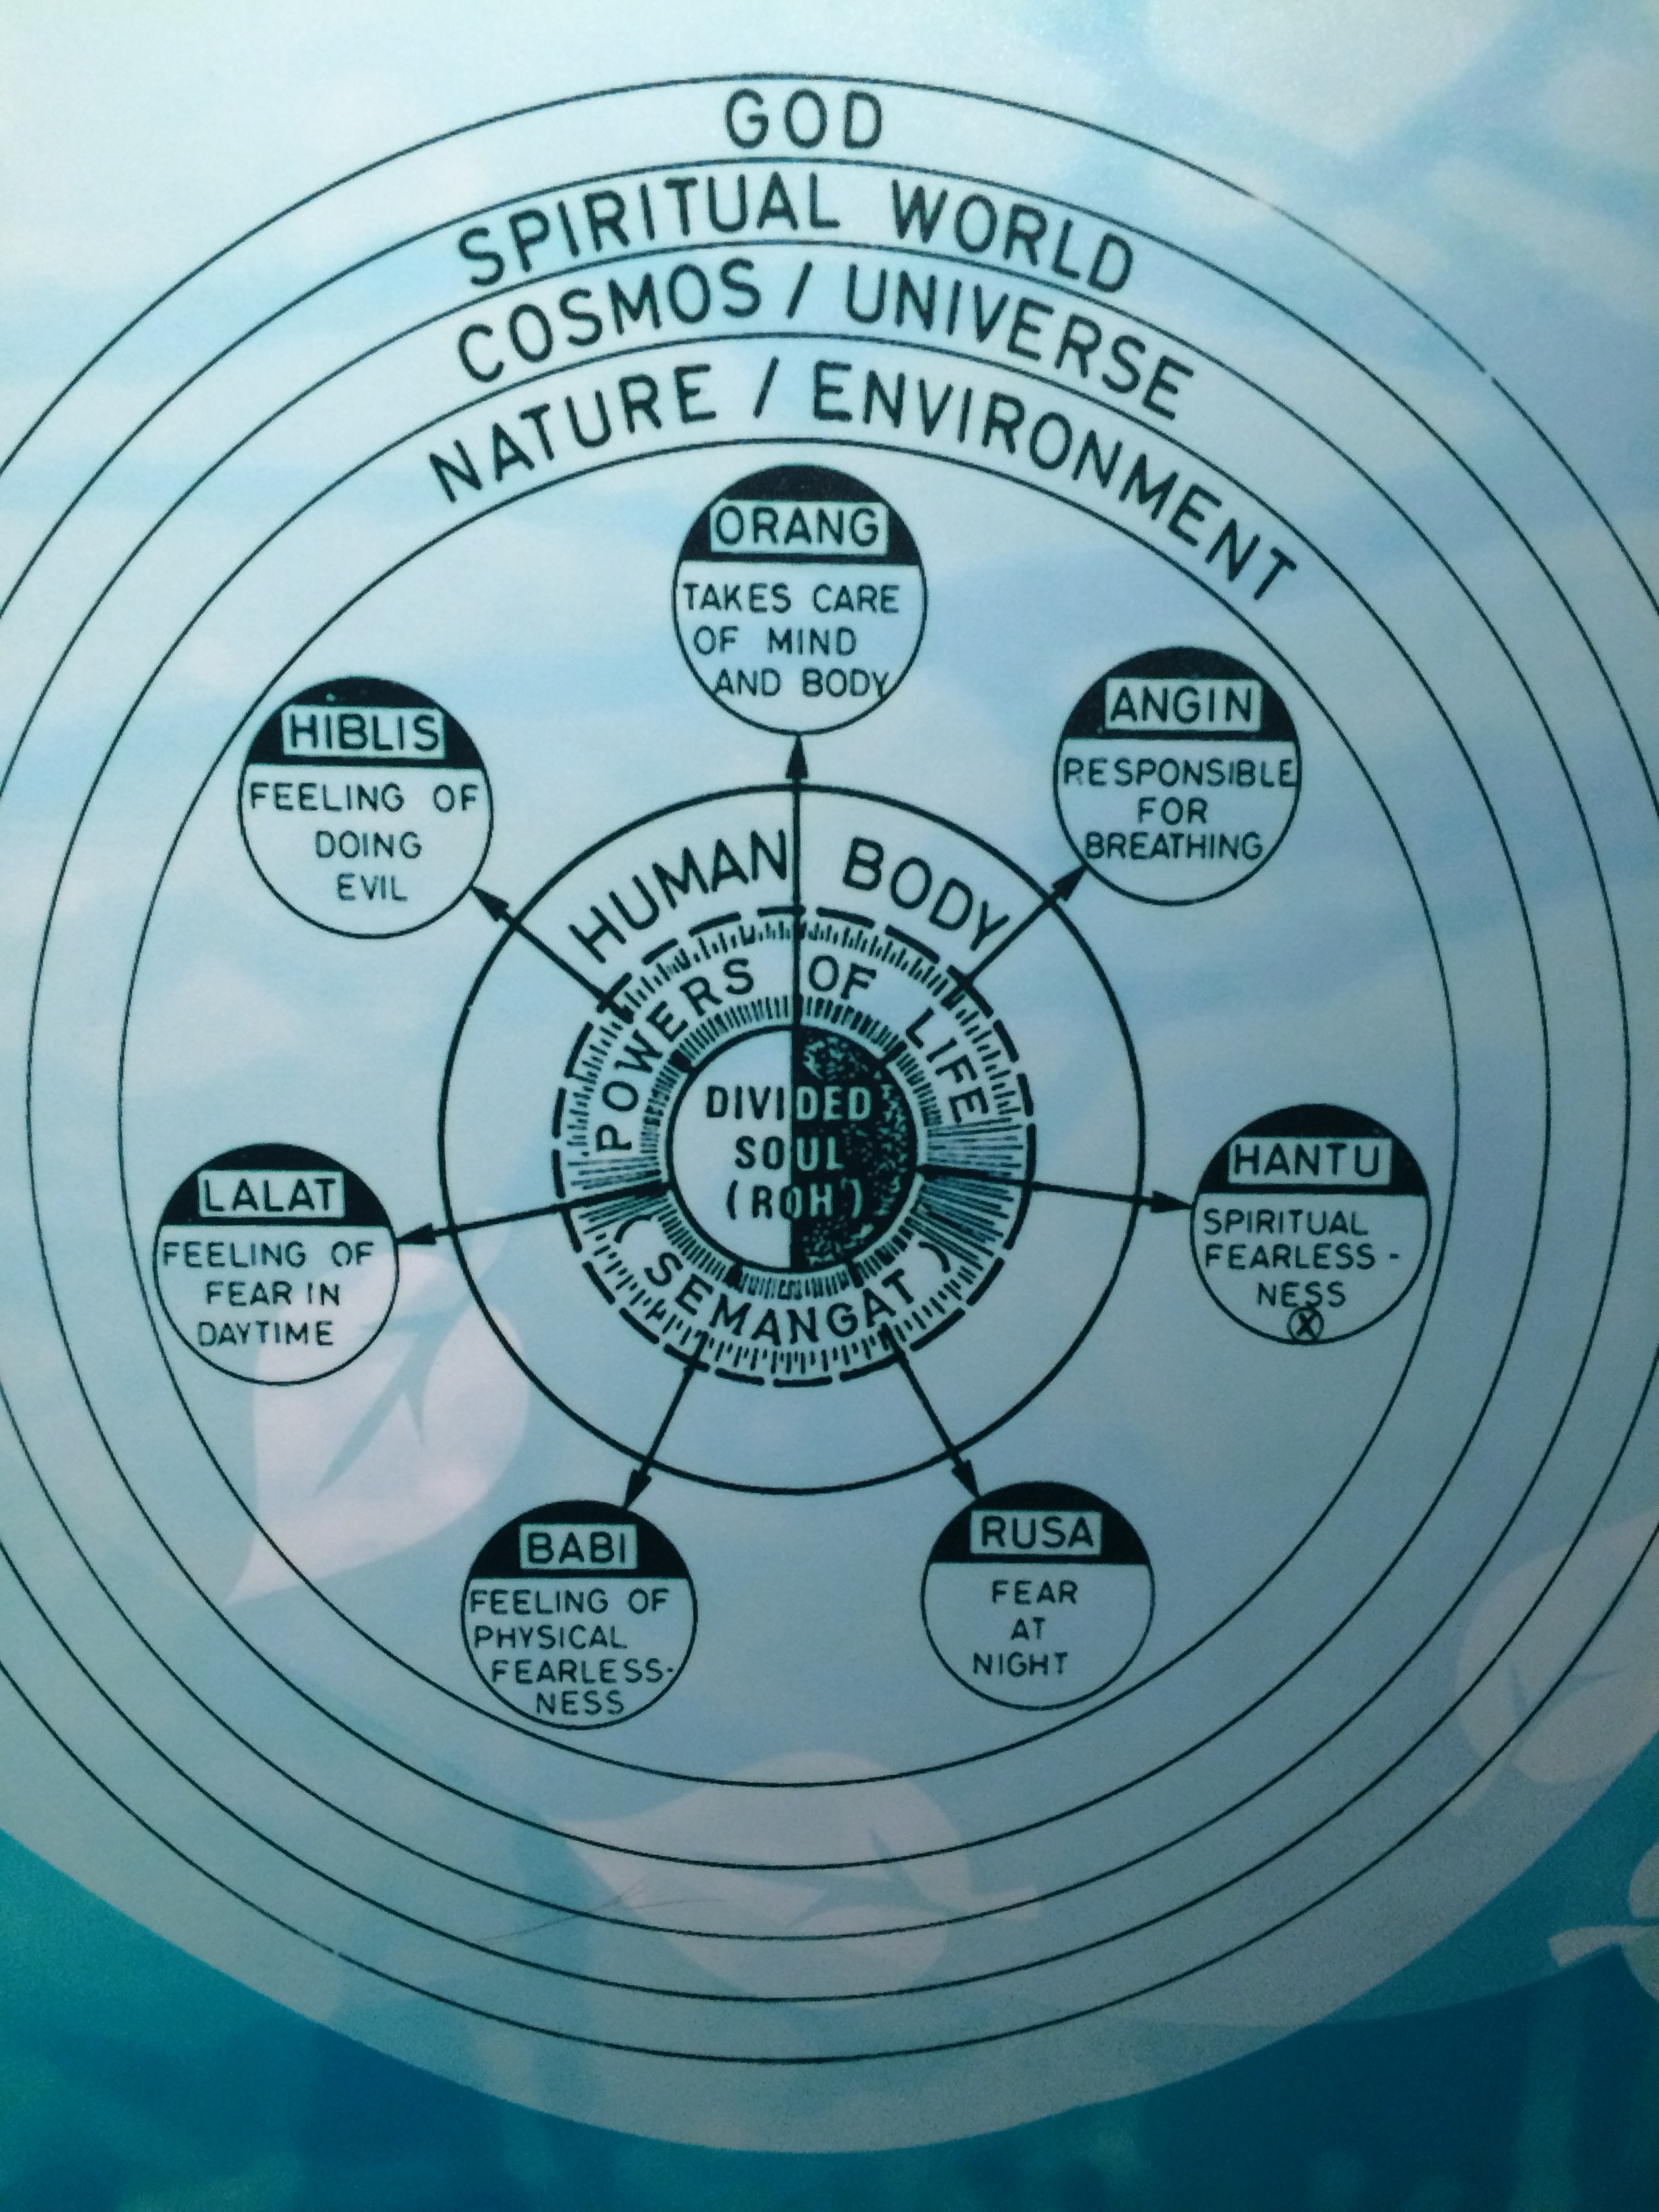 GOD
SPIRITUAL WORLD
COSMOS / UNIVERSE
NATURE / ENVIRONMENT
ORANG
TAKES CARE
OF MIND
AND BODY
HIBLIS
FEELING OF
DOING
EVIL
ANGIN
RESPONSIBLE
FOR
BREATHING
HUMAN BODY
POWERS OF LIFE
(SEMANGAT)
DIVIDED
SOUL
(ROH')
LALAT
FEELING OF
FEAR IN
DAYTIME
HANTU
SPIRITUAL
FEARLESS-
NESS
X
BABI
FEELING OF
PHYSICAL
FEARLESS-
NESS
RUSA
FEAR
AT
NIGHT